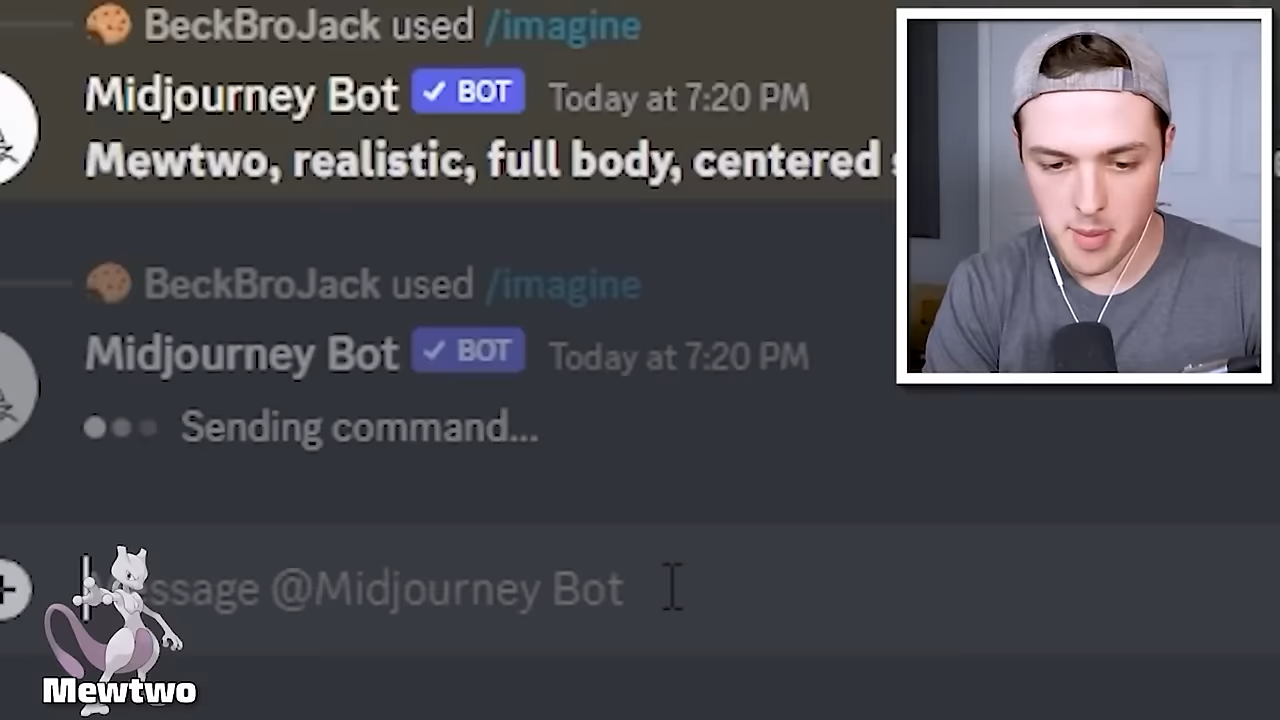 BeckBroJack used /imagine
Midjourney Bot ✓ BOT Today at 7:20 PM
Mewtwo, realistic, full body, centered
BeckBroJack used /imagine
Midjourney Bot ✓ BOT Today at 7:20 PM
Sending command...
Message @Midjourney Bot
Mewtwo